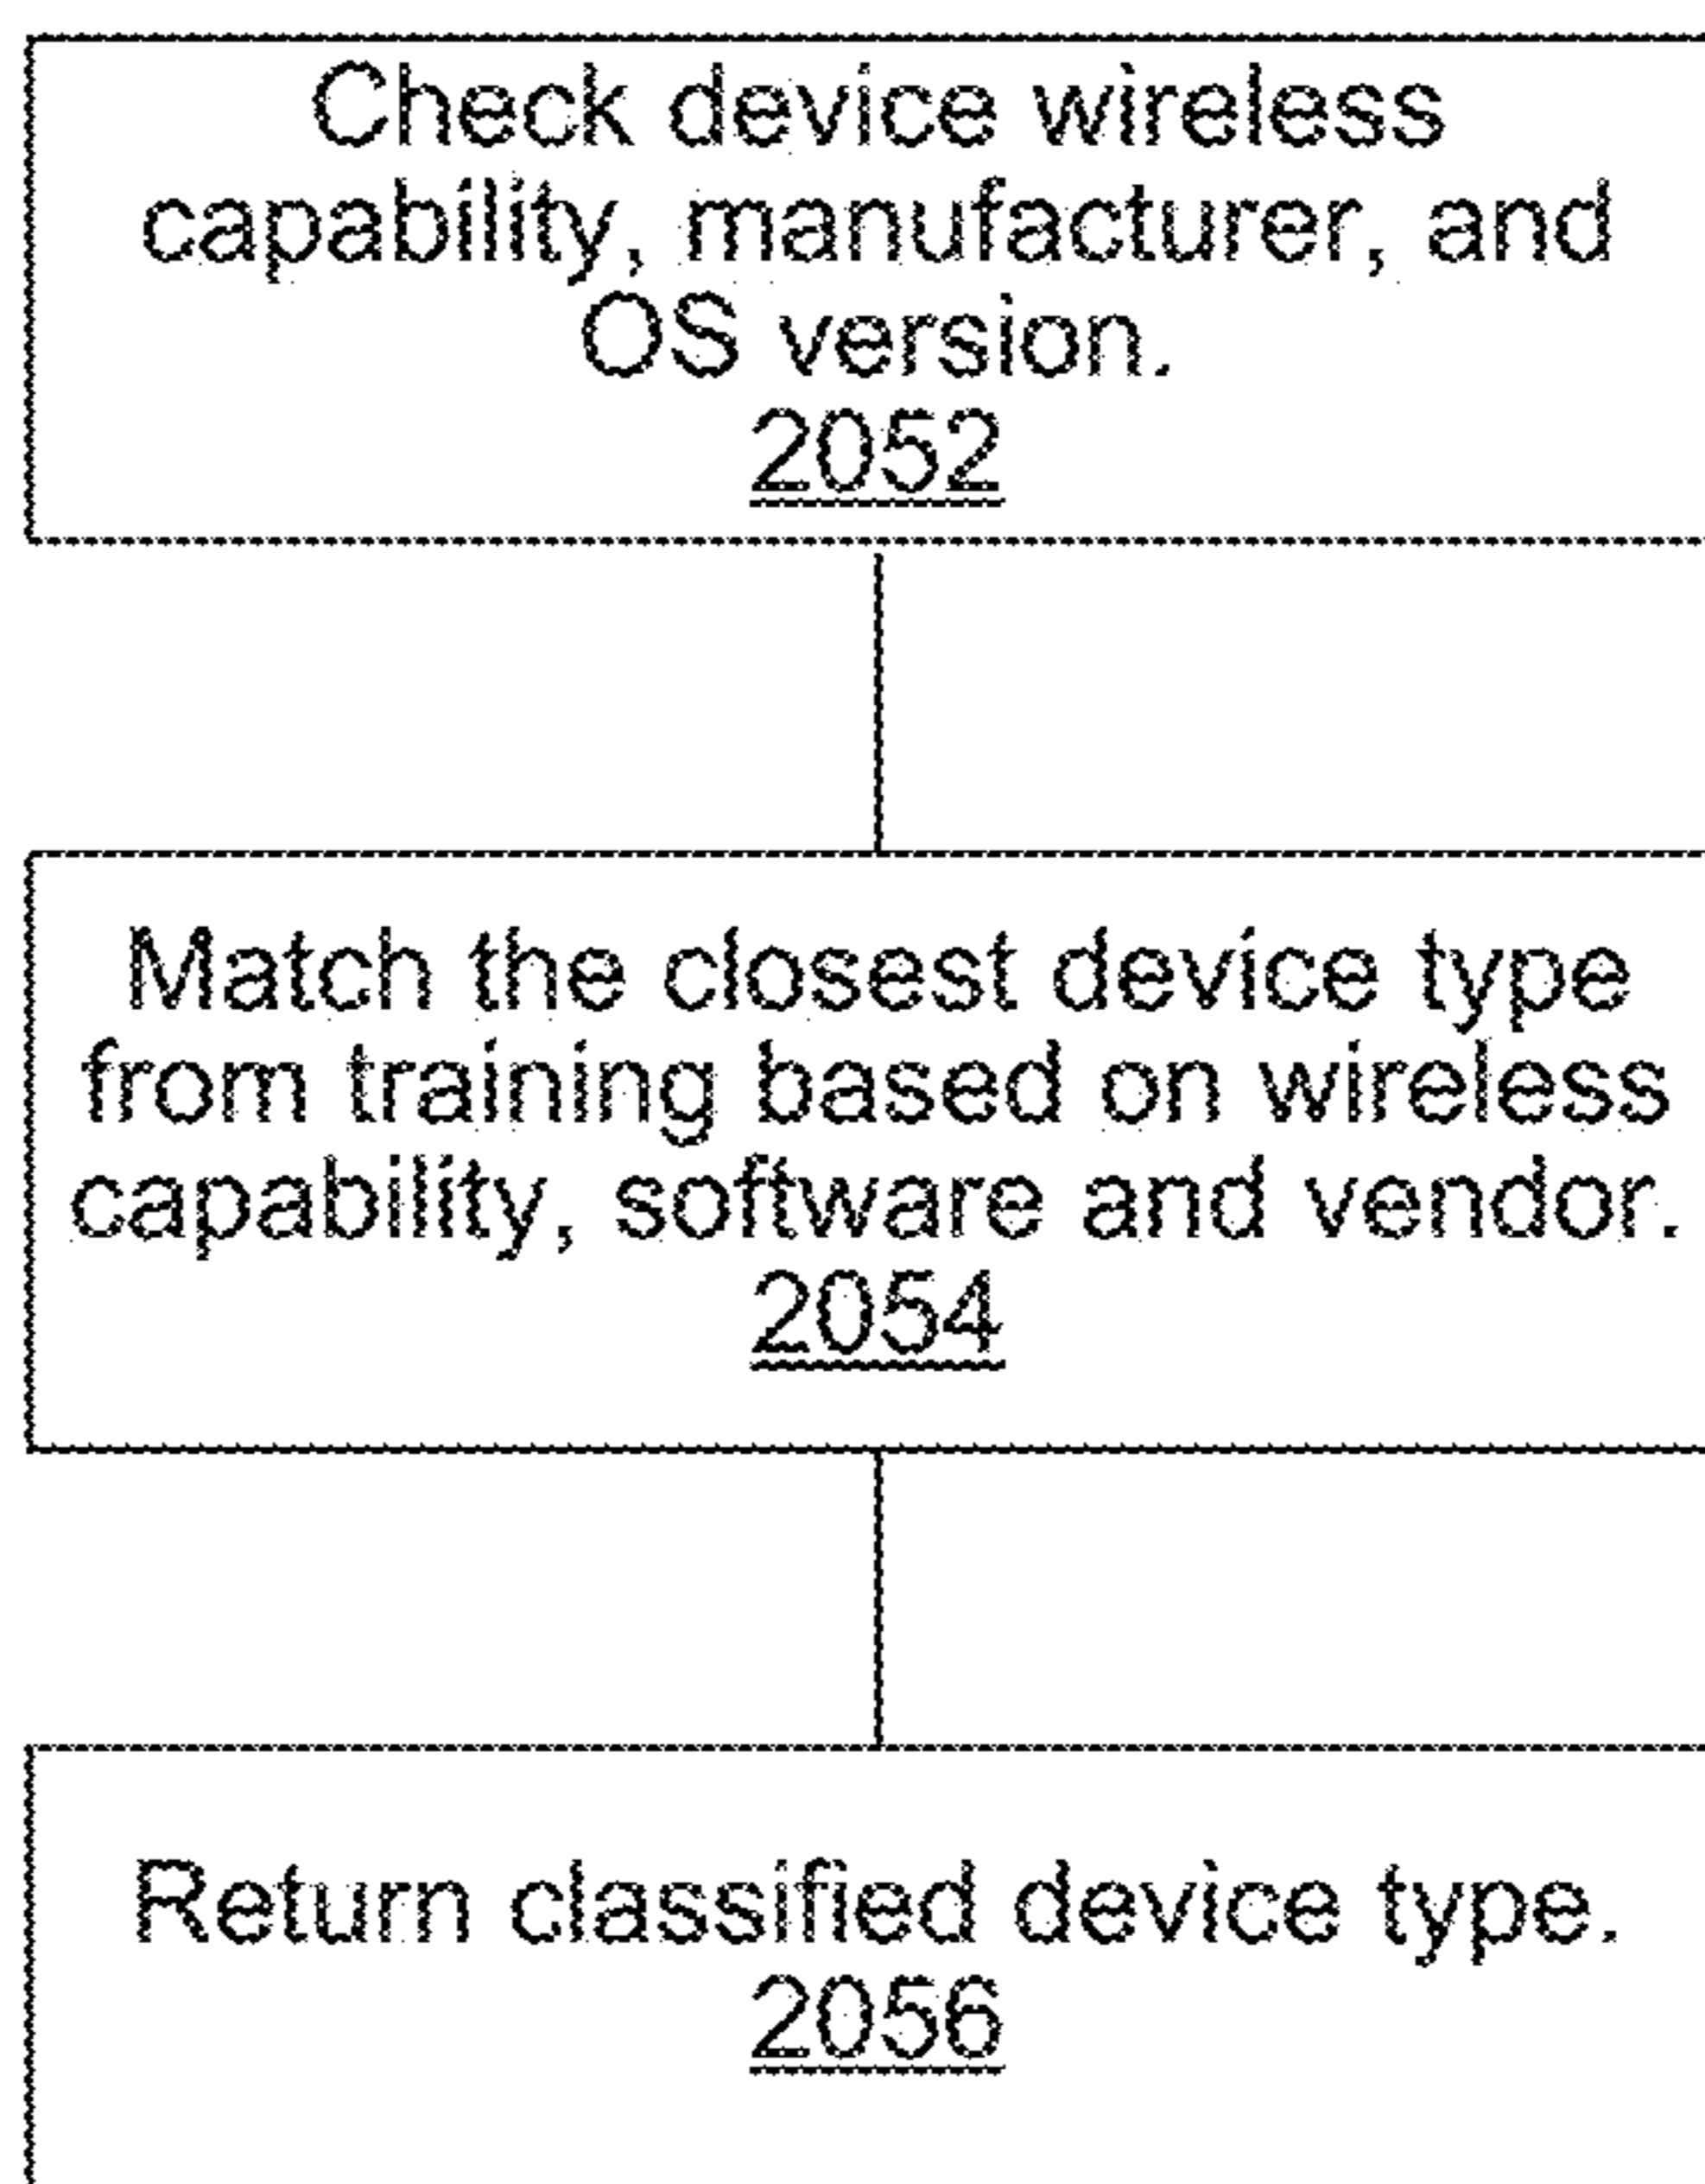 Check device wireless
capability, manufacturer, and
OS version.
2052
Match the closest device type
from training based on wireless
capability, software and vendor.
2054
Return classified device type.
2056